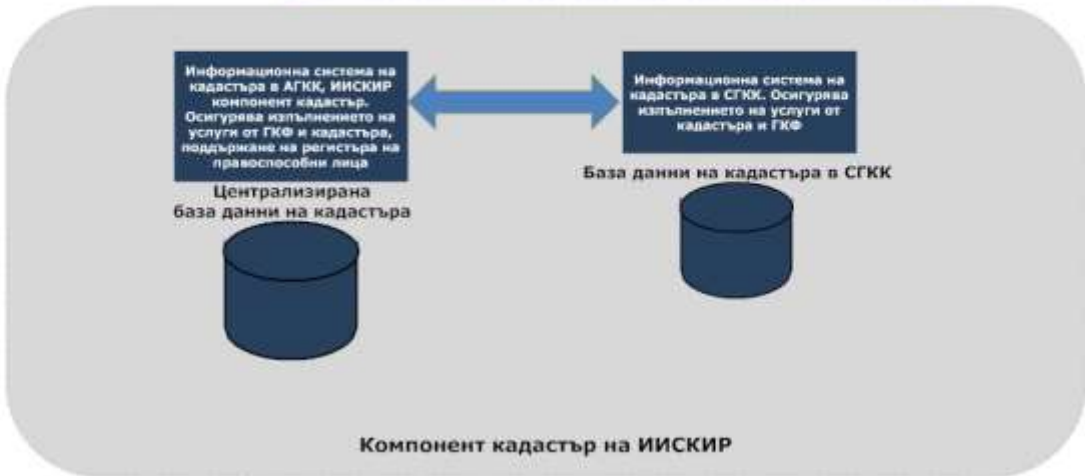 Информационна система на
кадастъра в АГКК, ИИСКИР
компонент кадастър.
Осигурява изпълнението на
услуги от ГКФ и кадастъра,
поддържане на регистъра на
правоспособни лица
Централизирана
база данни на кадастъра
Информационна система на
кадастъра в СГКК. Осигурява
изпълнението на услуги от
кадастъра и ГКФ
База данни на кадастъра в СГКК
Компонент кадастър на ИИСКИР